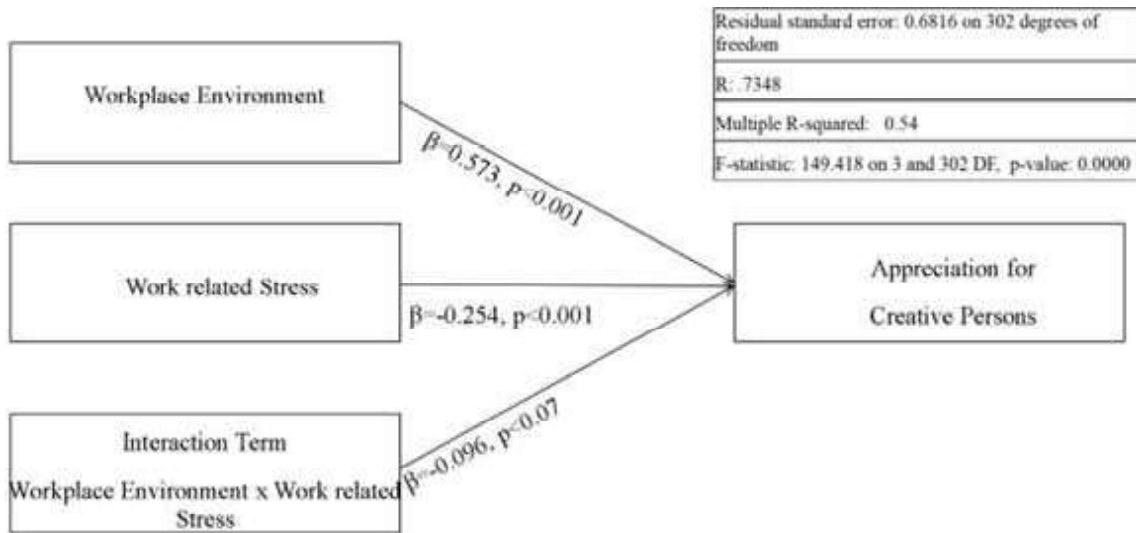 Residual standard error: 0.6816 on 302 degrees of
freedom
R: .7348
Multiple R-squared: 0.54
F-statistic: 149.418 on 3 and 302 DF, p-value: 0.0000
Workplace Environment
β=0.573, p<0.001
Work related Stress
β=-0.254, p<0.001
Appreciation for
Creative Persons
Interaction Term
Workplace Environment x Work related
Stress
β=-0.096, p<0.07